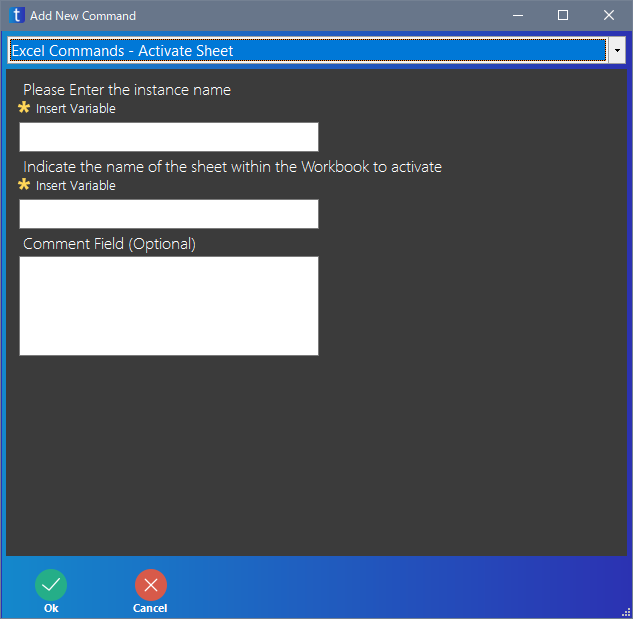 t Add New Command
Excel Commands - Activate Sheet
Please Enter the instance name
Insert Variable
Indicate the name of the sheet within the Workbook to activate
Insert Variable
Comment Field (Optional)
Ok Cancel